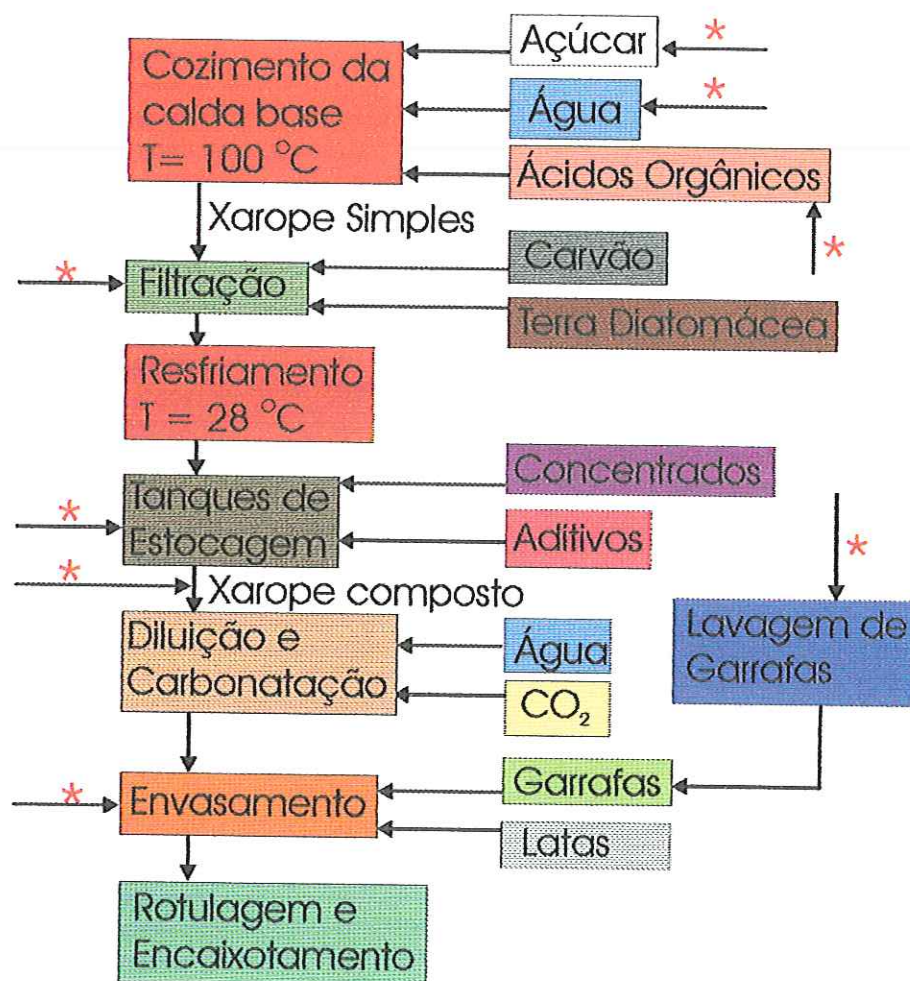 Açúcar
*
Cozimento da
calda base
T= 100 °C
Água
*
Ácidos Orgânicos
*
Xarope Simples
*
Filtração
Carvão
Terra Diatomácea
Resfriamento
T = 28 °C
Concentrados
*
Tanques de
Estocagem
Aditivos
*
*
Xarope composto
Diluição e
Carbonatação
Água
CO₂
Lavagem de
Garrafas
*
Envasamento
Garrafas
Latas
Rotulagem e
Encaixotamento